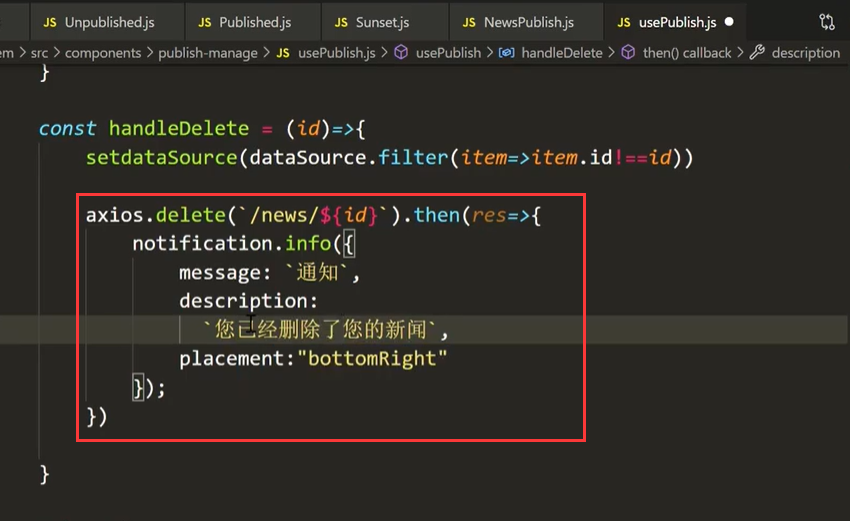 JS Unpublished.js JS Published.js JS Sunset.js JS NewsPublish.js JS usePublish.js
em > src > components > publish-manage > JS usePublish.js > usePublish > handleDelete > then() callback > description
}
const handleDelete = (id)=>{
setdataSource(dataSource.filter(item=>item.id!==id))
axios.delete(`/news/${id}`).then(res=>{
notification.info({
message: `通知`,
description:
`您已经删除了您的新闻`,
placement:"bottomRight"
});
})
}